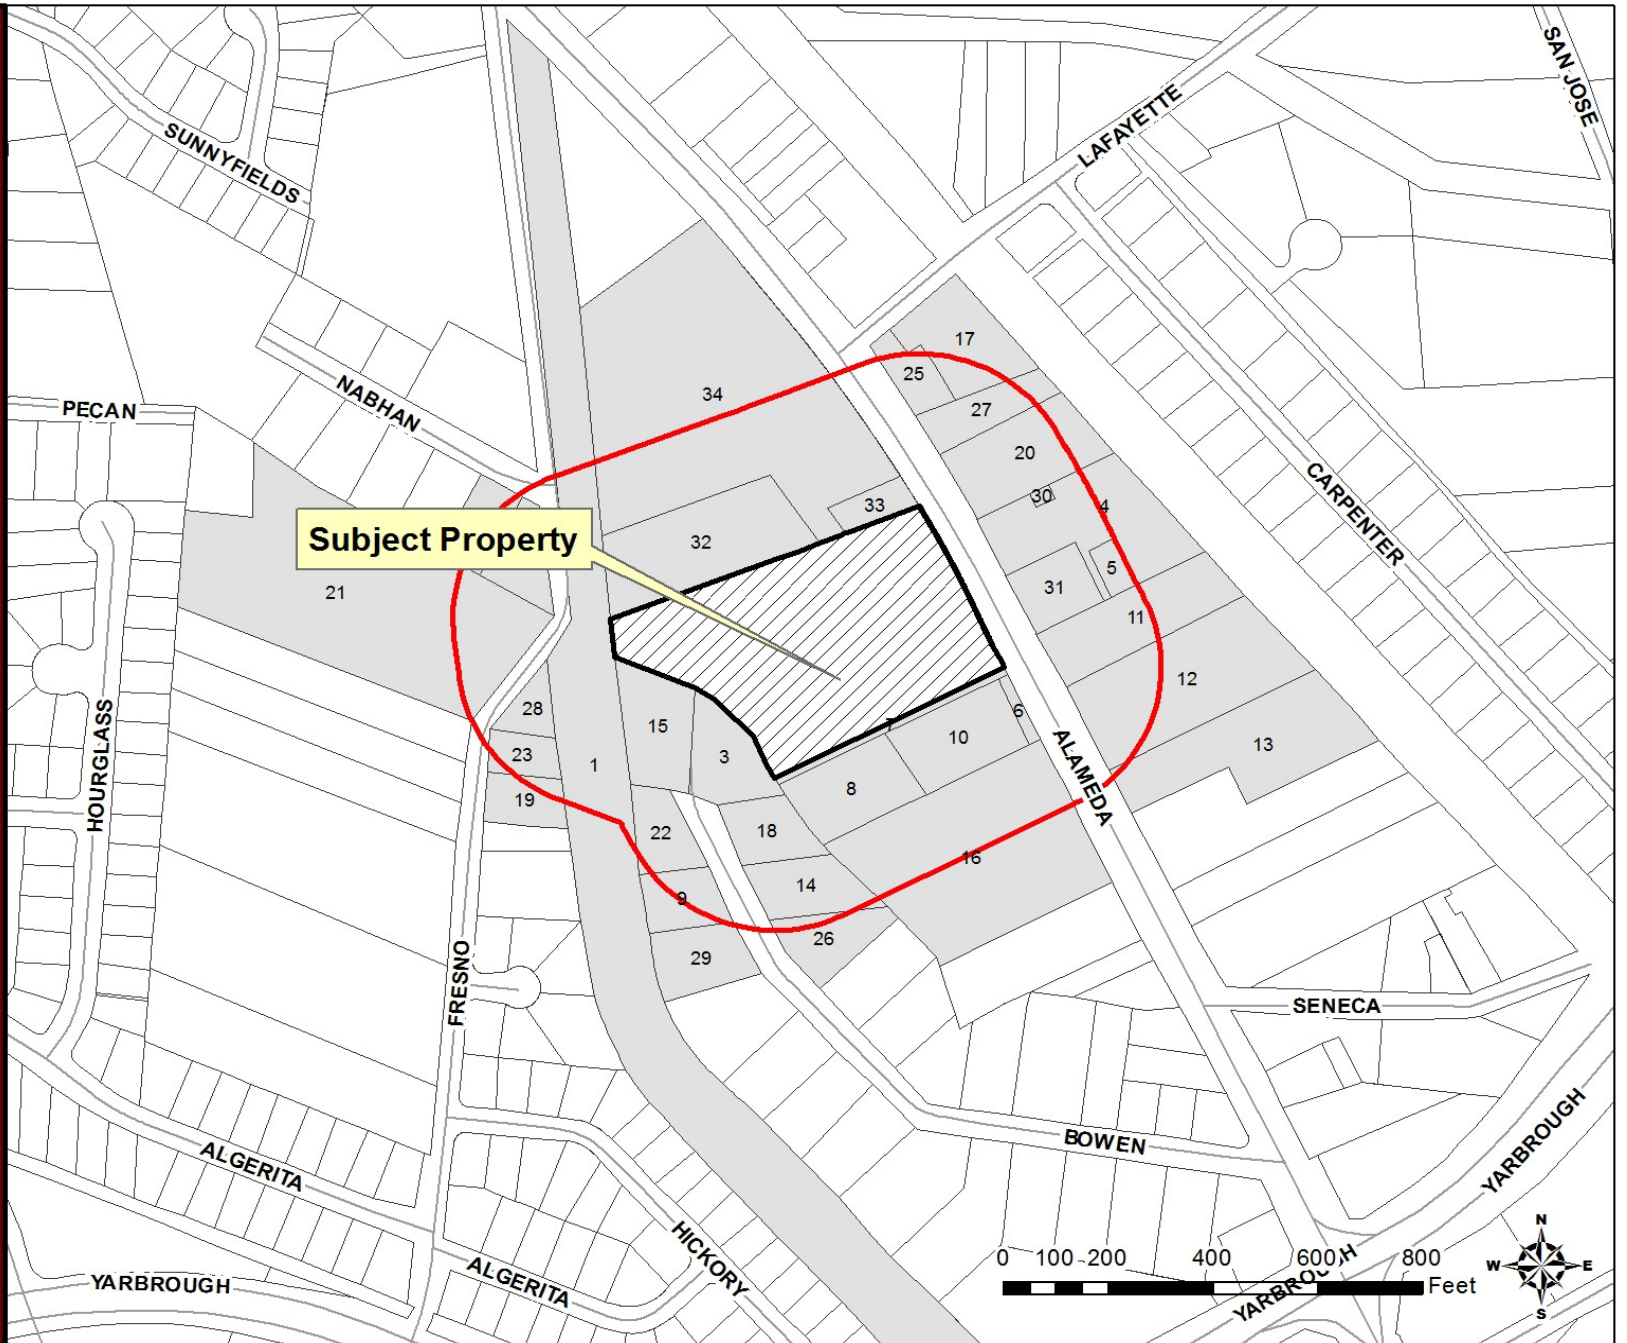 SAN JOSE
LAFAYETTE
SUNNYFIELDS
17
25
34
NABHAN
27
PECAN
20
CARPENTER
30
4
33
Subject Property
32
5
31
21
11
12
28
6
15
7
10
13
HOURGLASS
23
3
1
ALAMEDA
8
19
22
18
16
14
9
26
29
FRESNO
SENECA
BOWEN
YARBROUGH
ALGERITA
HICKORY
ALGERITA
YARBROUGH
YARBROUGH
0 100 200 400 600 800
Feet
N
W E
S